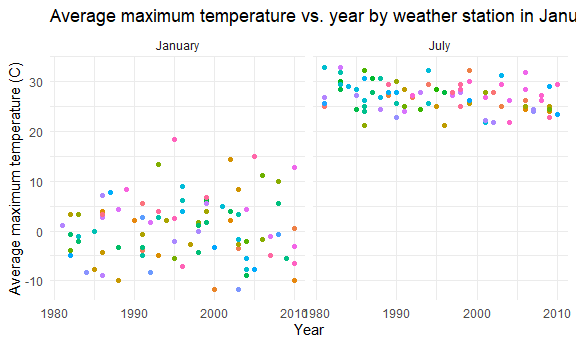 Average maximum temperature vs. year by weather station in Janu
January July
Average maximum temperature (C)
30
20
10
0
-10
1980 1990 2000 2010 1980 1990 2000 2010
Year